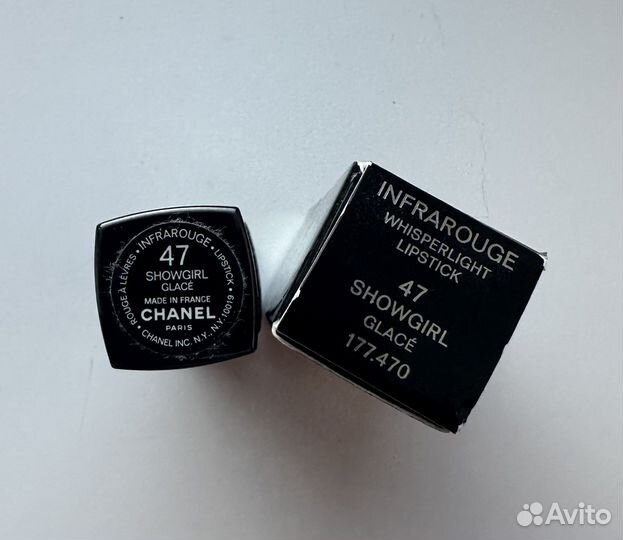 • ROUGE À LÈVRES • INFRAROUGE • LIPSTICK •
47
SHOWGIRL
GLACÉ
MADE IN FRANCE
CHANEL
PARIS
CHANEL INC. N.Y., N.Y. 10019
INFRAROUGE
WHISPERLIGHT
LIPSTICK
47
SHOWGIRL
GLACÉ
177.470
Avito